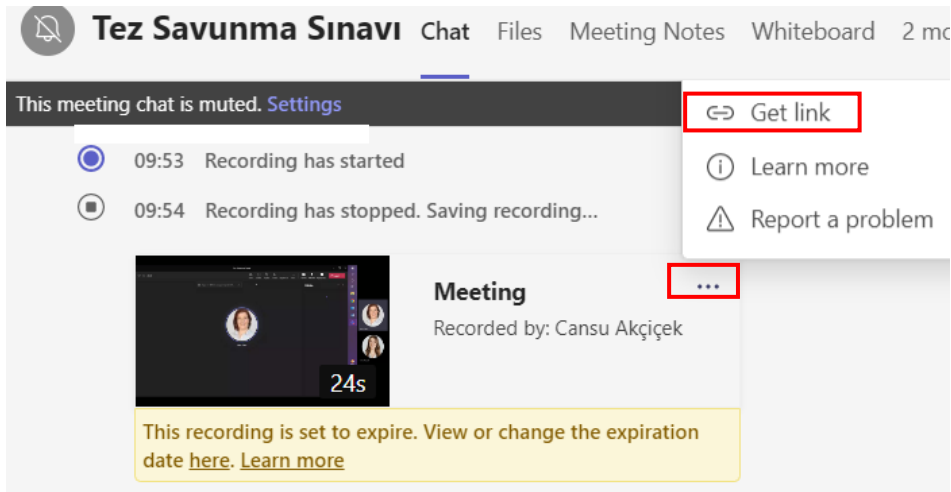 Tez Savunma Sınavı Chat Files Meeting Notes Whiteboard 2 mo
This meeting chat is muted. Settings
Get link
09:53 Recording has started
Learn more
09:54 Recording has stopped. Saving recording...
Report a problem
Meeting
...
Recorded by: Cansu Akçiçek
24s
This recording is set to expire. View or change the expiration
date here. Learn more